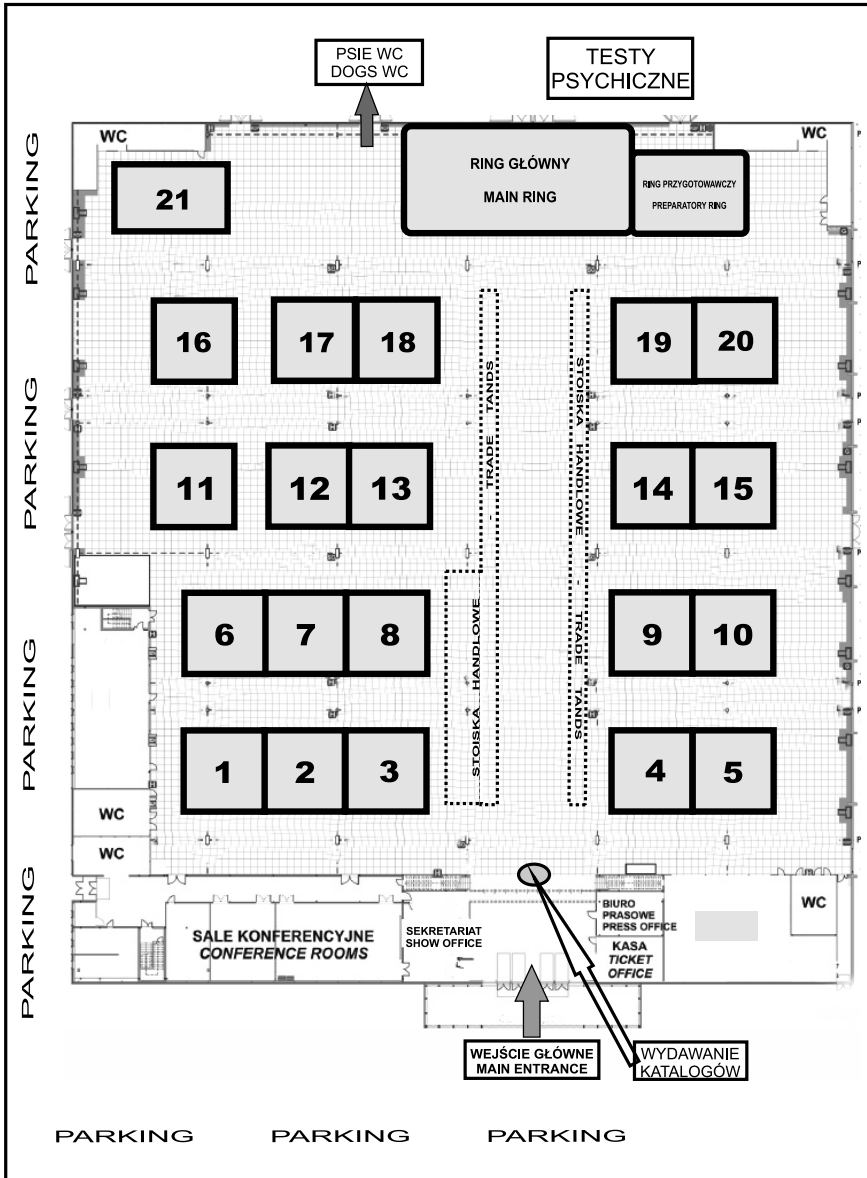 PSIE WC
DOGS WC
TESTY
PSYCHICZNE
WC
WC
PARKING
RING GŁÓWNY
MAIN RING
RING PRZYGOTOWAWCZY
PREPARATORY RING
21
16
17
18
19
20
PARKING
11
12
13
14
15
STOISKA HANDLOWE - TRADE TANDS
STOISKA HANDLOWE - TRADE TANDS
6
7
8
9
10
PARKING
1
2
3
4
5
WC
WC
PARKING
SALE KONFERENCYJNE
CONFERENCE ROOMS
SEKRETARIAT
SHOW OFFICE
BIURO
PRASOWE
PRESS OFFICE
KASA
TICKET
OFFICE
WC
WEJŚCIE GŁÓWNE
MAIN ENTRANCE
WYDAWANIE
KATALOGÓW
PARKING
PARKING
PARKING